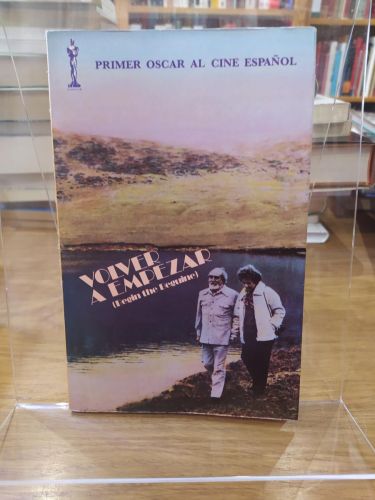 PRIMER OSCAR AL CINE ESPAÑOL
VOLVER
A EMPEZAR
(Begin the Beguine)